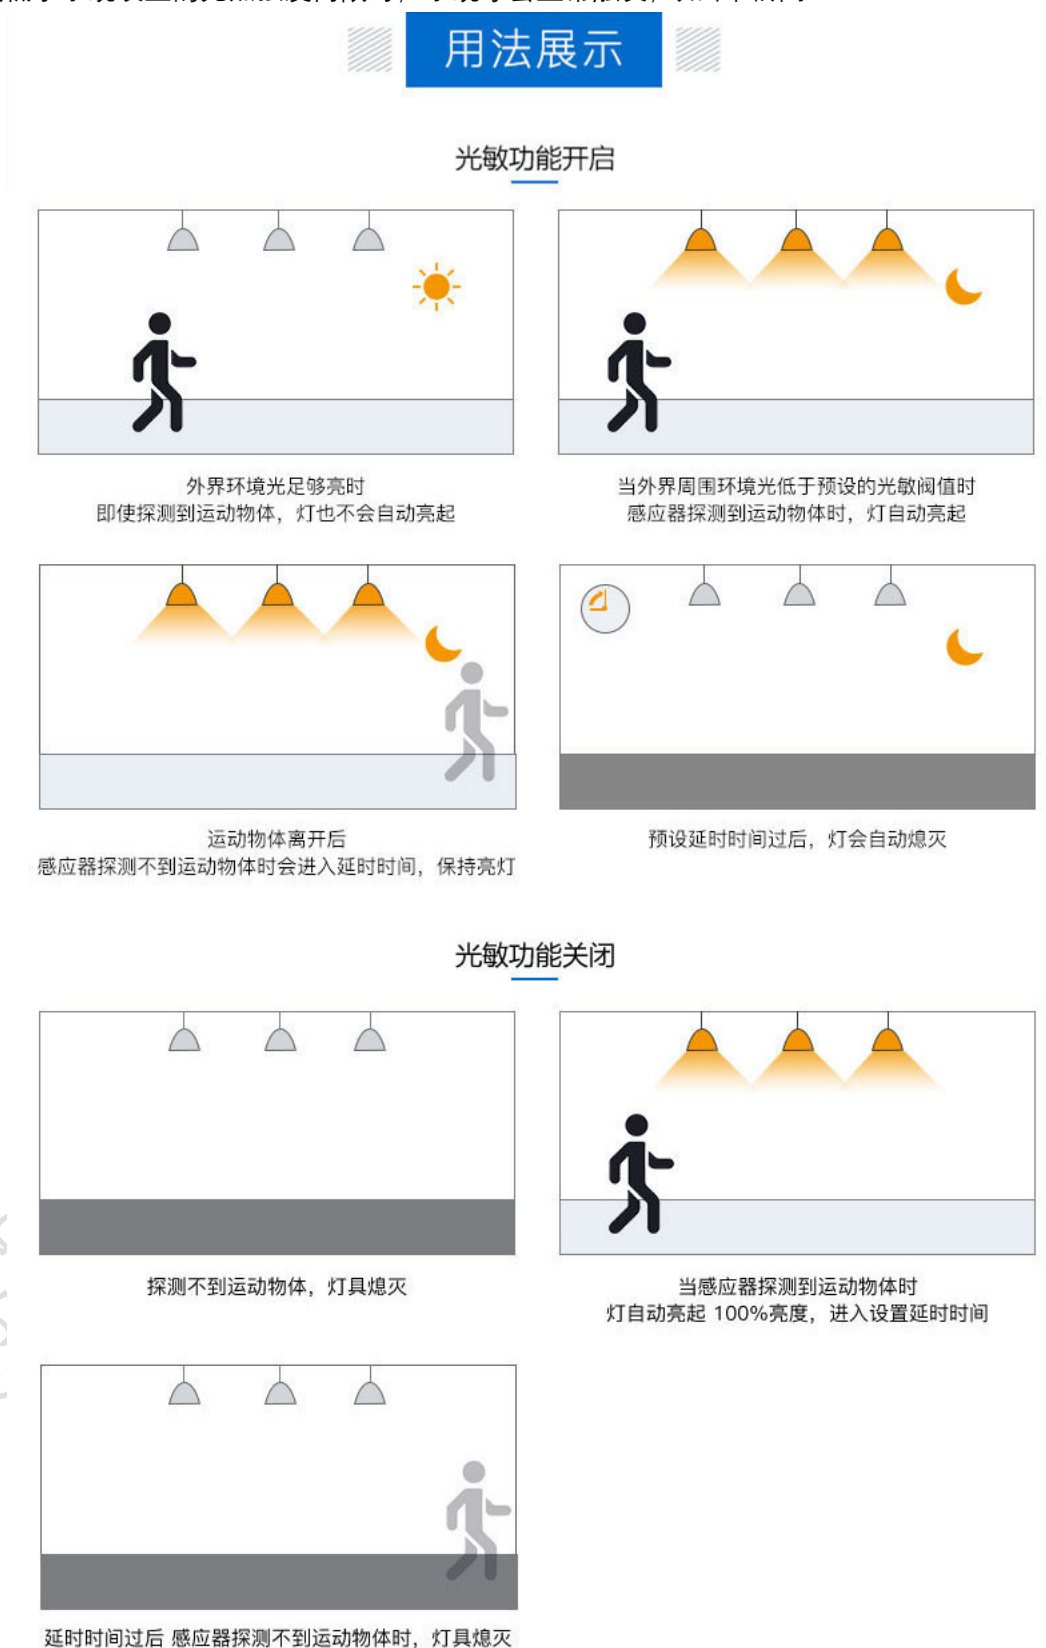 用法展示
光敏功能开启
外界环境光足够亮时
即使探测到运动物体，灯也不会自动亮起
当外界周围环境光低于预设的光敏阀值时
感应器探测到运动物体时，灯自动亮起
运动物体离开后
感应器探测不到运动物体时会进入延时时间，保持亮灯
预设延时时间过后，灯会自动熄灭
光敏功能关闭
探测不到运动物体，灯具熄灭
当感应器探测到运动物体时
灯自动亮起 100%亮度，进入设置延时时间
延时时间过后 感应器探测不到运动物体时，灯具熄灭